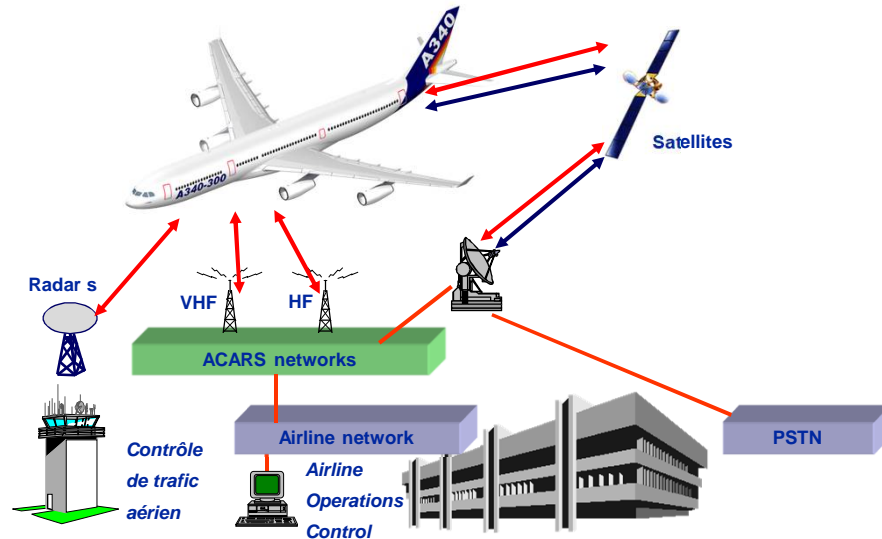 A340
A340-300
Satellites
Radar s
VHF
HF
ACARS networks
Airline network
PSTN
Contrôle
de trafic
aérien
Airline
Operations
Control